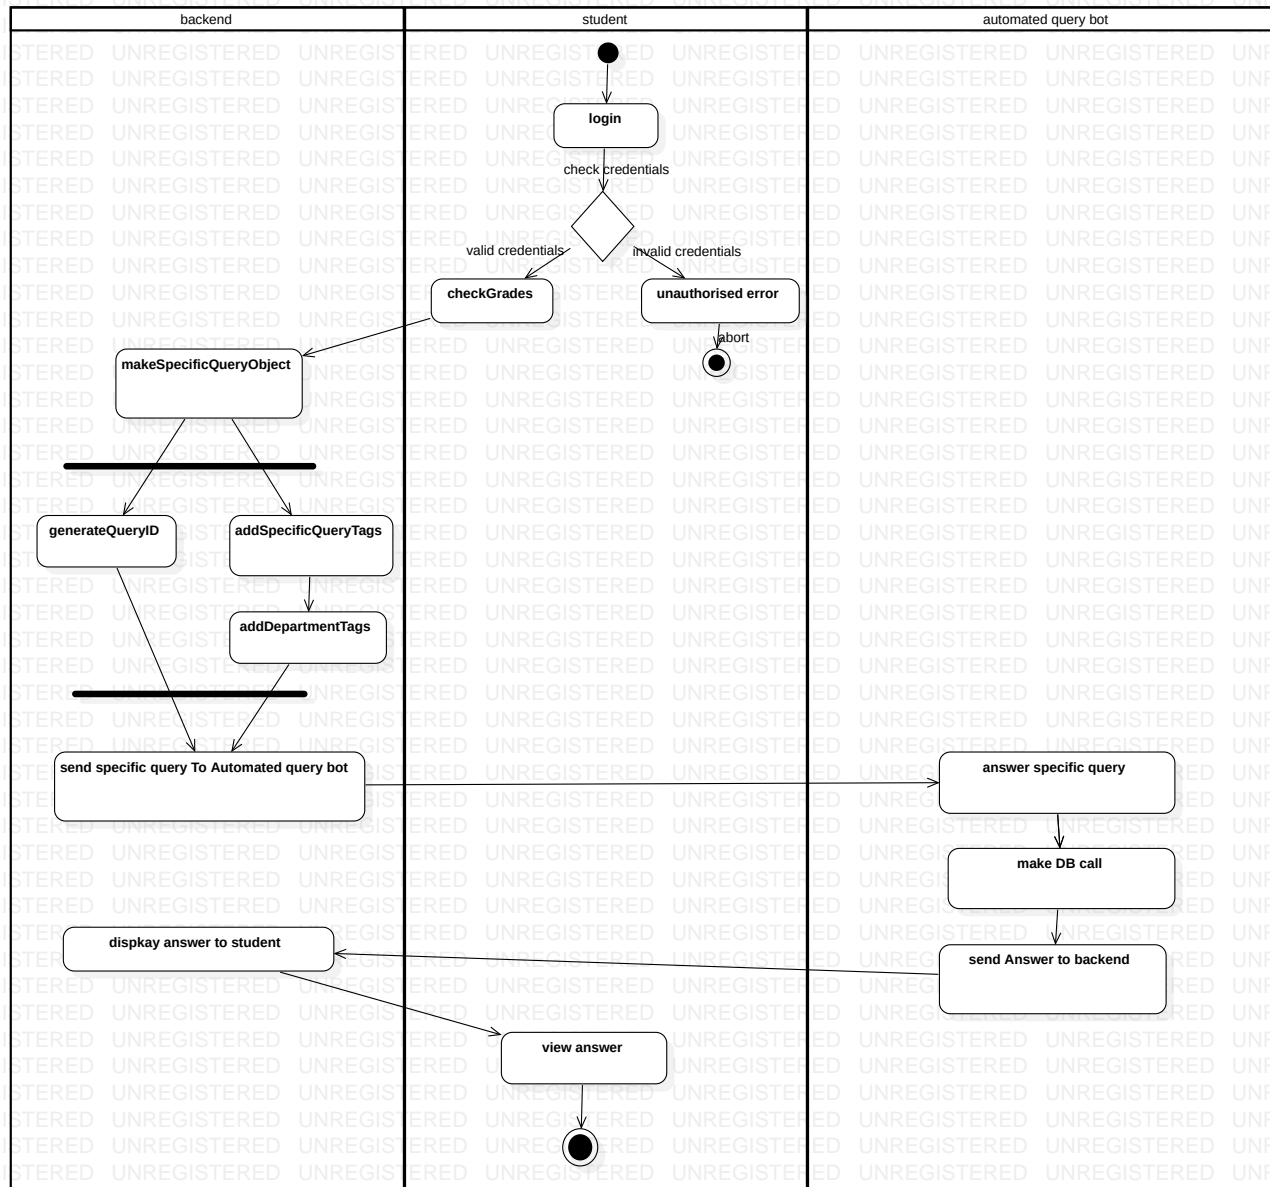 backend
student
automated query bot
login
check credentials
valid credentials
invalid credentials
checkGrades
unauthorised error
abort
makeSpecificQueryObject
generateQueryID
addSpecificQueryTags
addDepartmentTags
send specific query To Automated query bot
answer specific query
make DB call
dispkay answer to student
send Answer to backend
view answer
UNREGISTERED